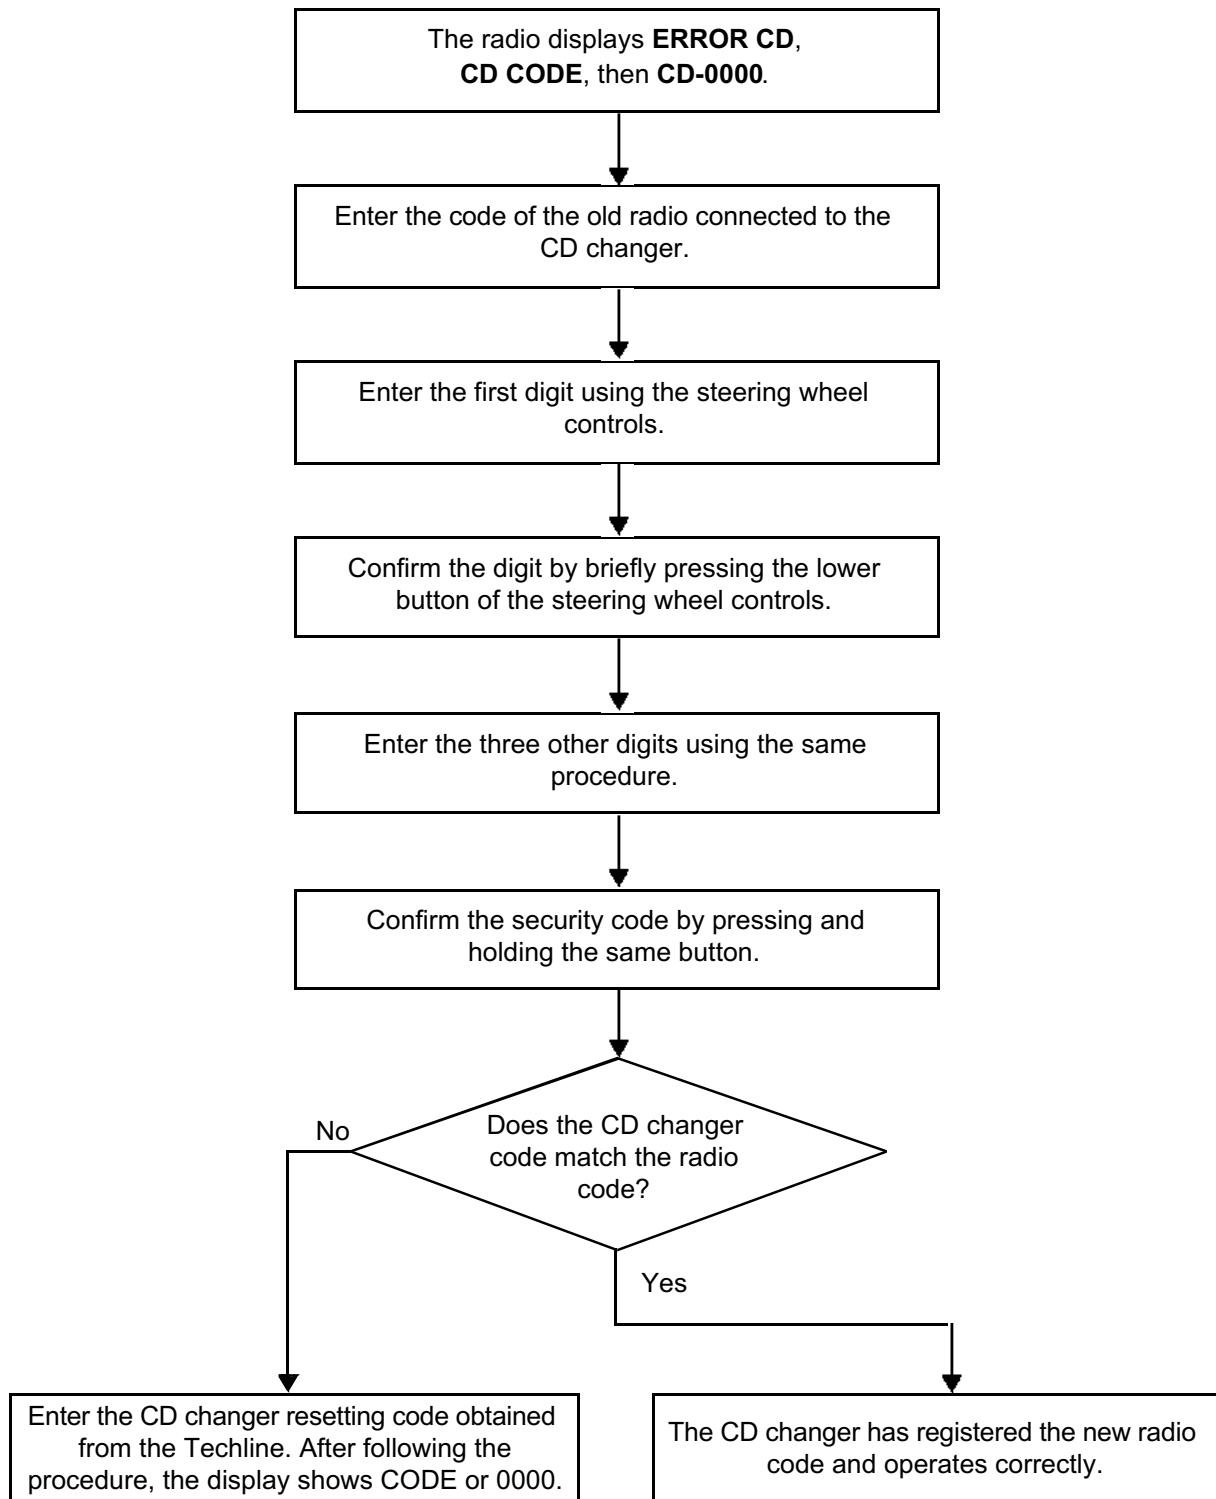 The radio displays ERROR CD,
CD CODE, then CD-0000.
Enter the code of the old radio connected to the
CD changer.
Enter the first digit using the steering wheel
controls.
Confirm the digit by briefly pressing the lower
button of the steering wheel controls.
Enter the three other digits using the same
procedure.
Confirm the security code by pressing and
holding the same button.
Does the CD changer
code match the radio
code?
No
Yes
Enter the CD changer resetting code obtained
from the Techline. After following the
procedure, the display shows CODE or 0000.
The CD changer has registered the new radio
code and operates correctly.